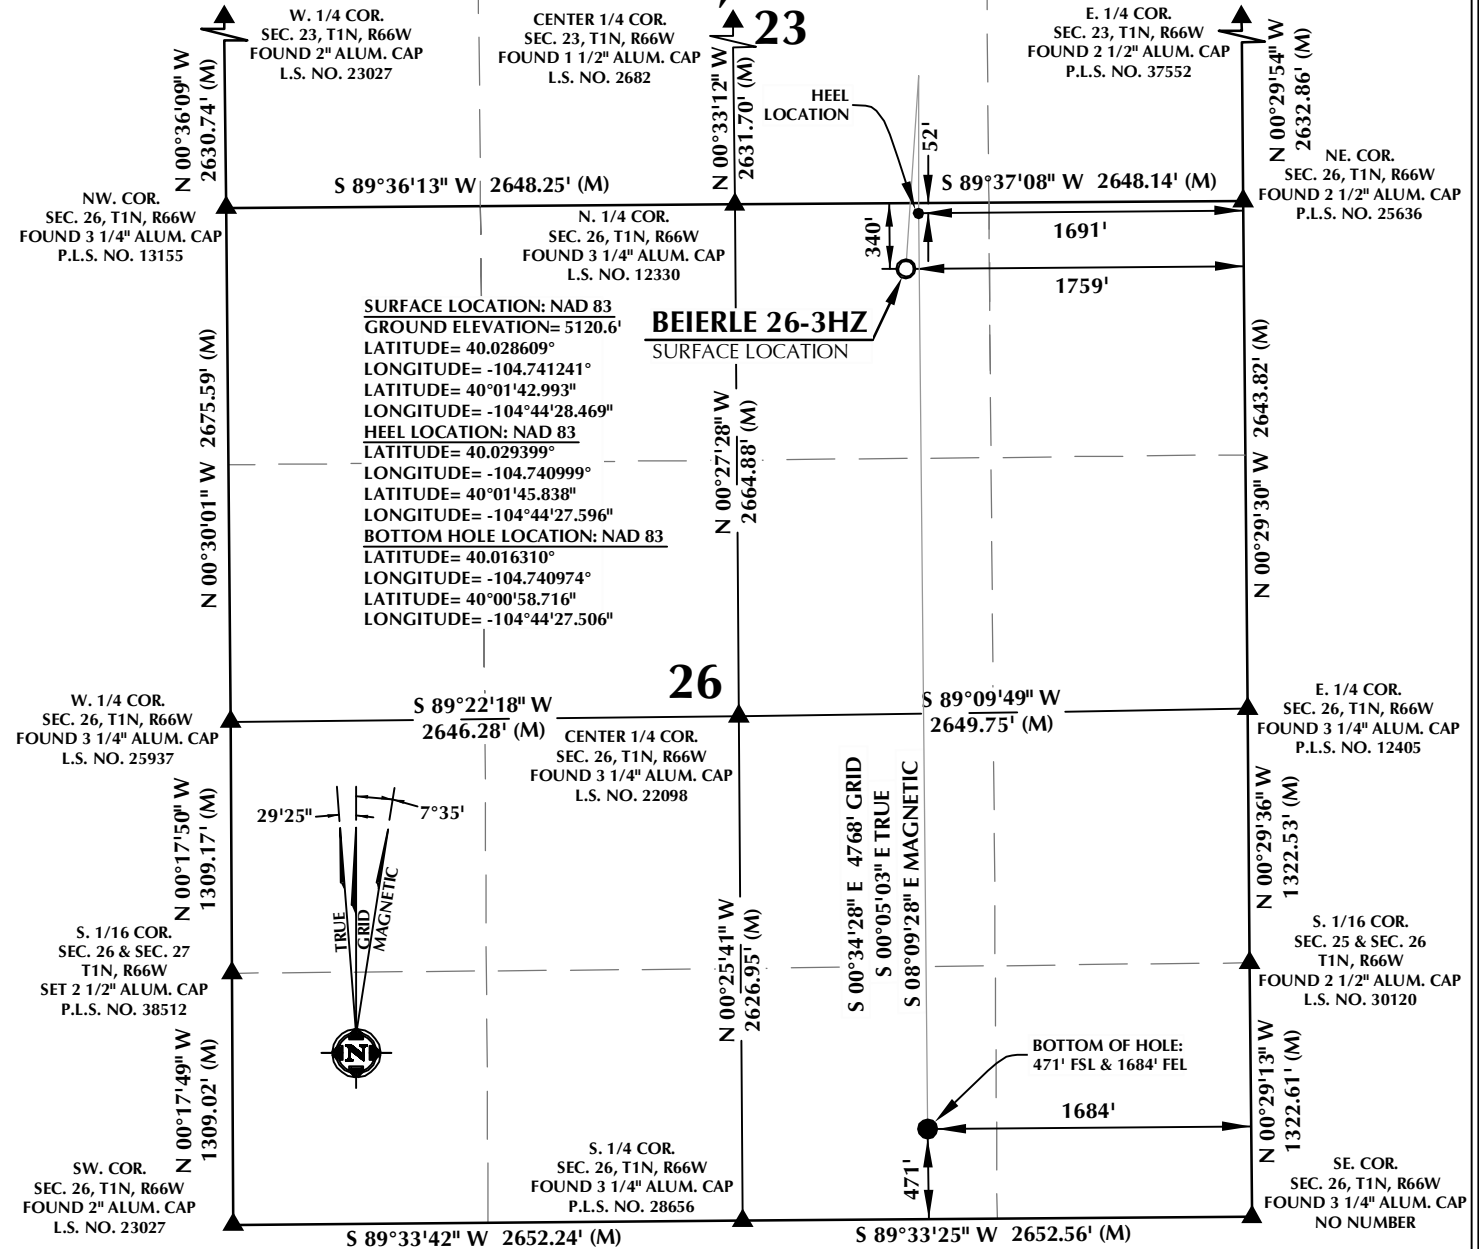 W. 1/4 COR.
SEC. 23, T1N, R66W
FOUND 2" ALUM. CAP
L.S. NO. 23027
CENTER 1/4 COR.
SEC. 23, T1N, R66W
FOUND 1 1/2" ALUM. CAP
L.S. NO. 2682
23
E. 1/4 COR.
SEC. 23, T1N, R66W
FOUND 2 1/2" ALUM. CAP
P.L.S. NO. 37552
N 00°36'09" W
2630.74' (M)
N 00°33'12" W
2631.70' (M)
N 00°29'54" W
2632.86' (M)
HEEL
LOCATION
52'
NW. COR.
SEC. 26, T1N, R66W
FOUND 3 1/4" ALUM. CAP
P.L.S. NO. 13155
S 89°36'13" W 2648.25' (M)
S 89°37'08" W 2648.14' (M)
NE. COR.
SEC. 26, T1N, R66W
FOUND 2 1/2" ALUM. CAP
P.L.S. NO. 25636
N. 1/4 COR.
SEC. 26, T1N, R66W
FOUND 3 1/4" ALUM. CAP
L.S. NO. 12330
340'
1691'
1759'
SURFACE LOCATION: NAD 83
GROUND ELEVATION= 5120.6'
LATITUDE= 40.028609°
LONGITUDE= -104.741241°
LATITUDE= 40°01'42.993"
LONGITUDE= -104°44'28.469"
HEEL LOCATION: NAD 83
LATITUDE= 40.029399°
LONGITUDE= -104.740999°
LATITUDE= 40°01'45.838"
LONGITUDE= -104°44'27.596"
BOTTOM HOLE LOCATION: NAD 83
LATITUDE= 40.016310°
LONGITUDE= -104.740974°
LATITUDE= 40°00'58.716"
LONGITUDE= -104°44'27.506"
BEIERLE 26-3HZ
SURFACE LOCATION
N 00°30'01" W 2675.59' (M)
N 00°27'28" W
2664.88' (M)
N 00°29'30" W 2643.82' (M)
26
W. 1/4 COR.
SEC. 26, T1N, R66W
FOUND 3 1/4" ALUM. CAP
L.S. NO. 25937
S 89°22'18" W
2646.28' (M)
CENTER 1/4 COR.
SEC. 26, T1N, R66W
FOUND 3 1/4" ALUM. CAP
L.S. NO. 22098
S 89°09'49" W
2649.75' (M)
E. 1/4 COR.
SEC. 26, T1N, R66W
FOUND 3 1/4" ALUM. CAP
P.L.S. NO. 12405
N 00°17'50" W
1309.17' (M)
29'25"
7°35'
TRUE
GRID
MAGNETIC
N
S 00°34'28" E 4768' GRID
S 00°05'03" E TRUE
S 08°09'28" E MAGNETIC
N 00°29'36" W
1322.53' (M)
S. 1/16 COR.
SEC. 26 & SEC. 27
T1N, R66W
SET 2 1/2" ALUM. CAP
P.L.S. NO. 38512
N 00°25'41" W
2626.95' (M)
S. 1/16 COR.
SEC. 25 & SEC. 26
T1N, R66W
FOUND 2 1/2" ALUM. CAP
L.S. NO. 30120
N 00°17'49" W
1309.02' (M)
BOTTOM OF HOLE:
471' FSL & 1684' FEL
1684'
471'
N 00°29'13" W
1322.61' (M)
SW. COR.
SEC. 26, T1N, R66W
FOUND 2" ALUM. CAP
L.S. NO. 23027
S. 1/4 COR.
SEC. 26, T1N, R66W
FOUND 3 1/4" ALUM. CAP
P.L.S. NO. 28656
SE. COR.
SEC. 26, T1N, R66W
FOUND 3 1/4" ALUM. CAP
NO NUMBER
S 89°33'42" W 2652.24' (M)
S 89°33'25" W 2652.56' (M)